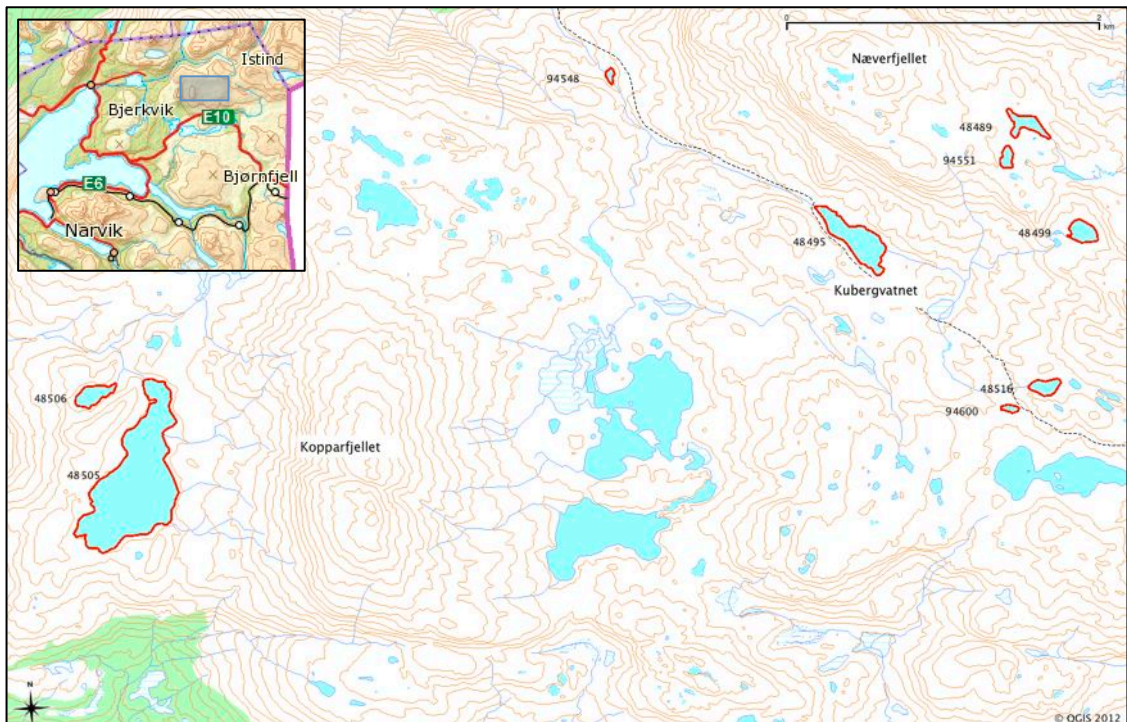 Istind
Bjerkvik
E10
Bjørnfjell
E6
Narvik
0
2
km
Næverfjellet
94548
48489
94551
48499
48495
Kubergvatnet
48506
48516
94600
Kopparfjellet
48505
N
© QGIS 2012